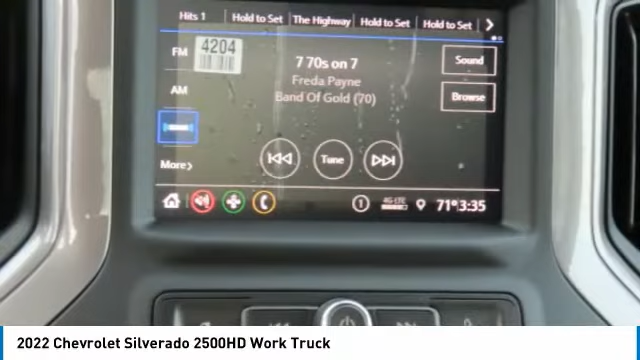 Hits 1 Hold to Set The Highway Hold to Set Hold to Set
FM 4204 7 70s on 7 Sound
Freda Payne
AM Band Of Gold (70) Browse
Tune
More
4G LTE 71° 3:35
2022 Chevrolet Silverado 2500HD Work Truck